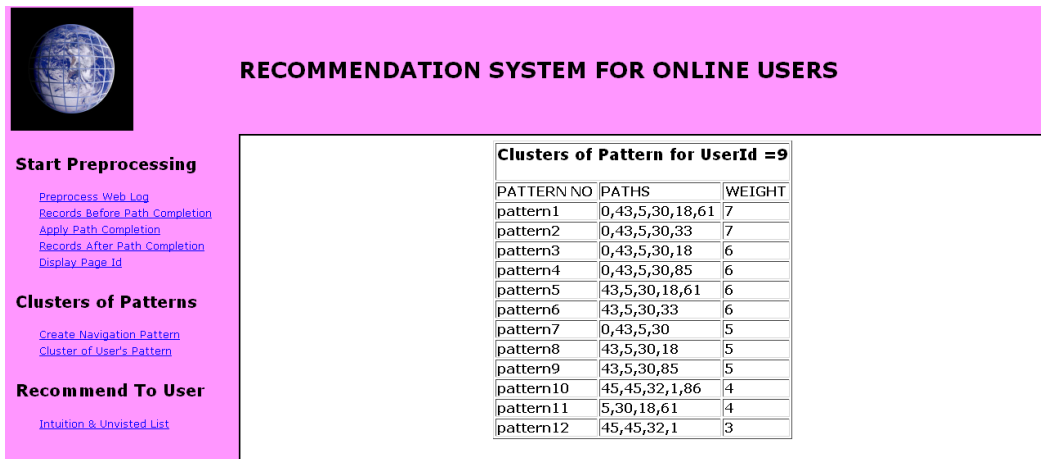 RECOMMENDATION SYSTEM FOR ONLINE USERS
Start Preprocessing
Preprocess Web Log
Records Before Path Completion
Apply Path Completion
Records After Path Completion
Display Page Id
Clusters of Patterns
Create Navigation Pattern
Cluster of User's Pattern
Recommend To User
Intuition & Unvisted List
Clusters of Pattern for UserId =9
PATTERN NO PATHS WEIGHT
pattern1 0,43,5,30,18,61 7
pattern2 0,43,5,30,33 7
pattern3 0,43,5,30,18 6
pattern4 0,43,5,30,85 6
pattern5 43,5,30,18,61 6
pattern6 43,5,30,33 6
pattern7 0,43,5,30 5
pattern8 43,5,30,18 5
pattern9 43,5,30,85 5
pattern10 45,45,32,1,86 4
pattern11 5,30,18,61 4
pattern12 45,45,32,1 3